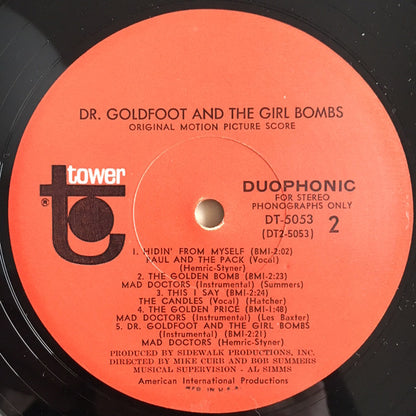 DR. GOLDFOOT AND THE GIRL BOMBS
ORIGINAL MOTION PICTURE SCORE
tower
®
DUOPHONIC
FOR STEREO
PHONOGRAPHS ONLY
DT-5053
(DT2-5053)
2
1. HIDIN' FROM MYSELF (BMI-2:02)
PAUL AND THE PACK (Vocal)
(Hemric-Styner)
2. THE GOLDEN BOMB (BMI-2:23)
MAD DOCTORS (Instrumental) (Summers)
3. THIS I SAY (BMI-2:24)
THE CANDLES (Vocal) (Hatcher)
4. THE GOLDEN PRICE (BMI-1:48)
MAD DOCTORS (Instrumental) (Les Baxter)
5. DR. GOLDFOOT AND THE GIRL BOMBS
(BMI-2:21)
MAD DOCTORS (Instrumental)
(Hemric-Styner)
PRODUCED BY SIDEWALK PRODUCTIONS, INC.
DIRECTED BY MIKE CURB AND BOB SUMMERS
MUSICAL SUPERVISION - AL SIMMS
American International Productions
MFD. IN U.S.A.